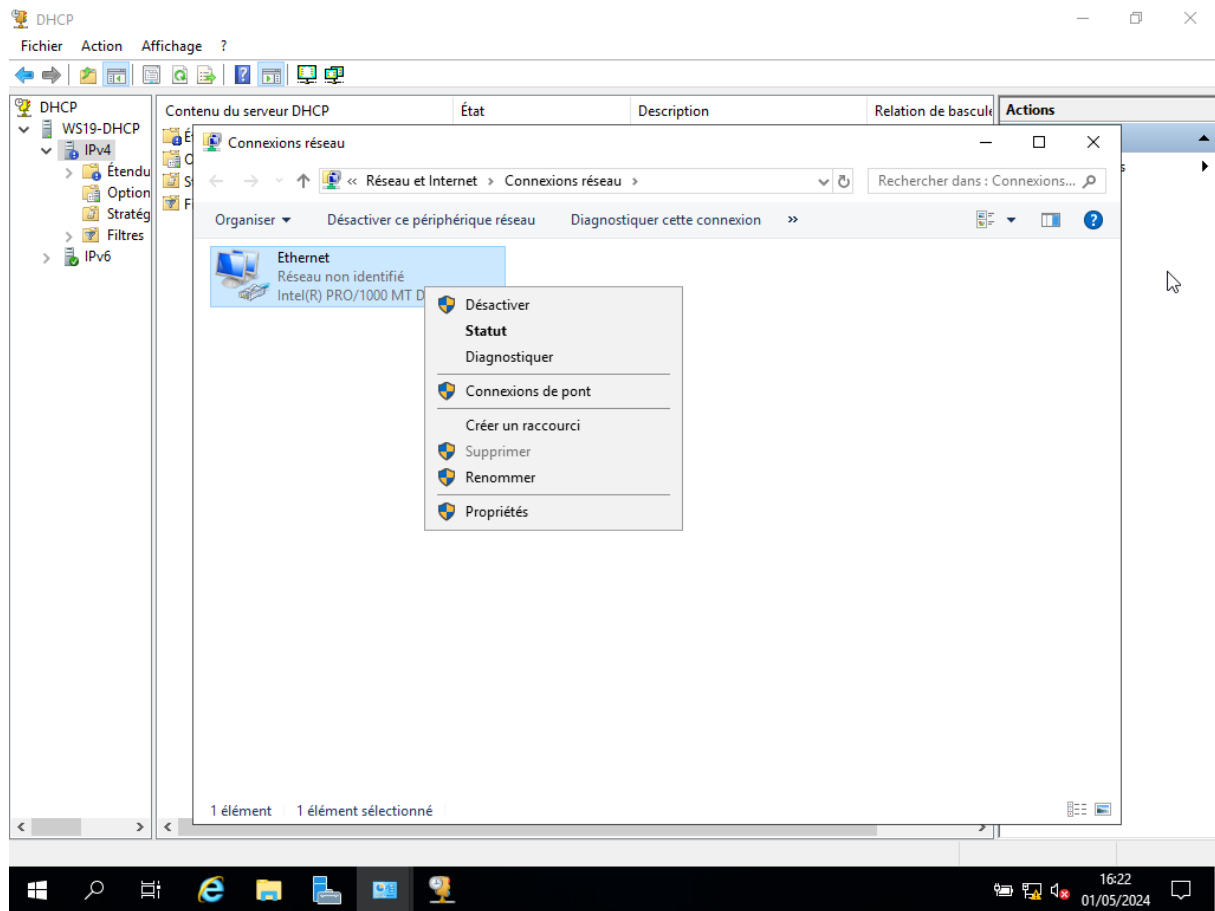 DHCP
Fichier Action Affichage ?
DHCP
WS19-DHCP
IPv4
Étendu
Option
Stratég
Filtres
IPv6
Contenu du serveur DHCP État Description Relation de bascule
Actions
Connexions réseau
« Réseau et Internet › Connexions réseau ›
Rechercher dans : Connexions...
Organiser Désactiver ce périphérique réseau Diagnostiquer cette connexion »
Ethernet
Réseau non identifié
Intel(R) PRO/1000 MT D
Désactiver
Statut
Diagnostiquer
Connexions de pont
Créer un raccourci
Supprimer
Renommer
Propriétés
1 élément 1 élément sélectionné
16:22
01/05/2024